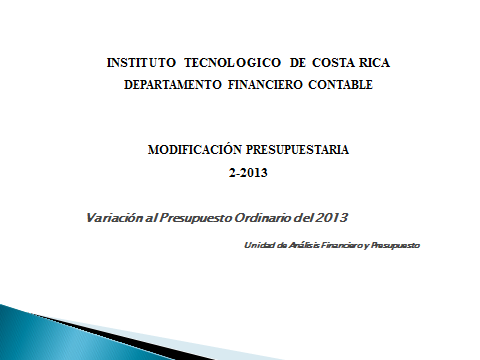 INSTITUTO TECNOLOGICO DE COSTA RICA
DEPARTAMENTO FINANCIERO CONTABLE
MODIFICACIÓN PRESUPUESTARIA
2-2013
Variación al Presupuesto Ordinario del 2013
Unidad de Análisis Financiero y Presupuesto